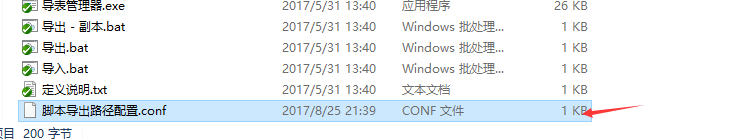 导表管理器.exe 2017/5/31 13:40 应用程序 26 KB
导出 - 副本.bat 2017/5/31 13:40 Windows 批处理... 1 KB
导出.bat 2017/5/31 13:40 Windows 批处理... 1 KB
导入.bat 2017/5/31 13:40 Windows 批处理... 1 KB
定义说明.txt 2017/5/31 13:40 文本文档 1 KB
脚本导出路径配置.conf 2017/8/25 21:39 CONF 文件 1 KB
项目 200 字节